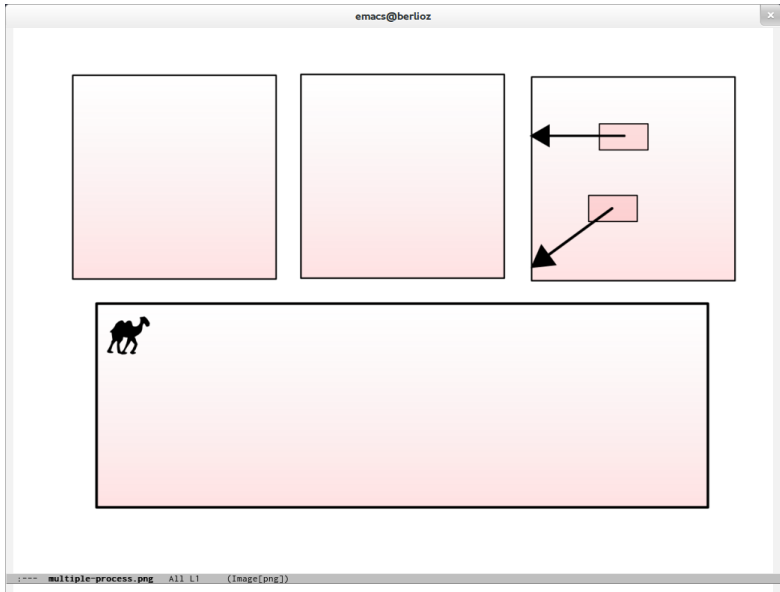 emacs@berlioz
:--- multiple-process.png All L1 (Image[png])